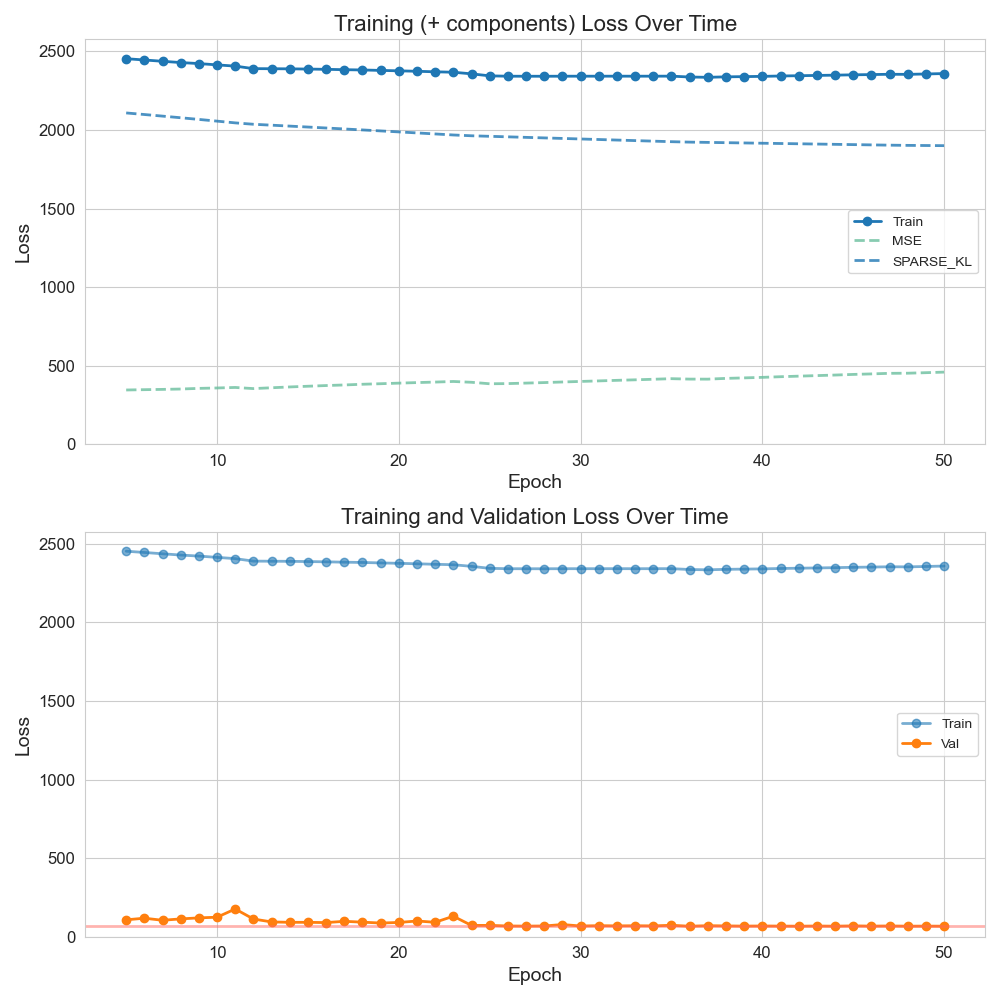 Training (+ components) Loss Over Time
2500
2000
1500
1000
500
0
Loss
Train
MSE
SPARSE_KL
10 20 30 40 50
Epoch
Training and Validation Loss Over Time
2500
2000
1500
1000
500
0
Loss
Train
Val
10 20 30 40 50
Epoch